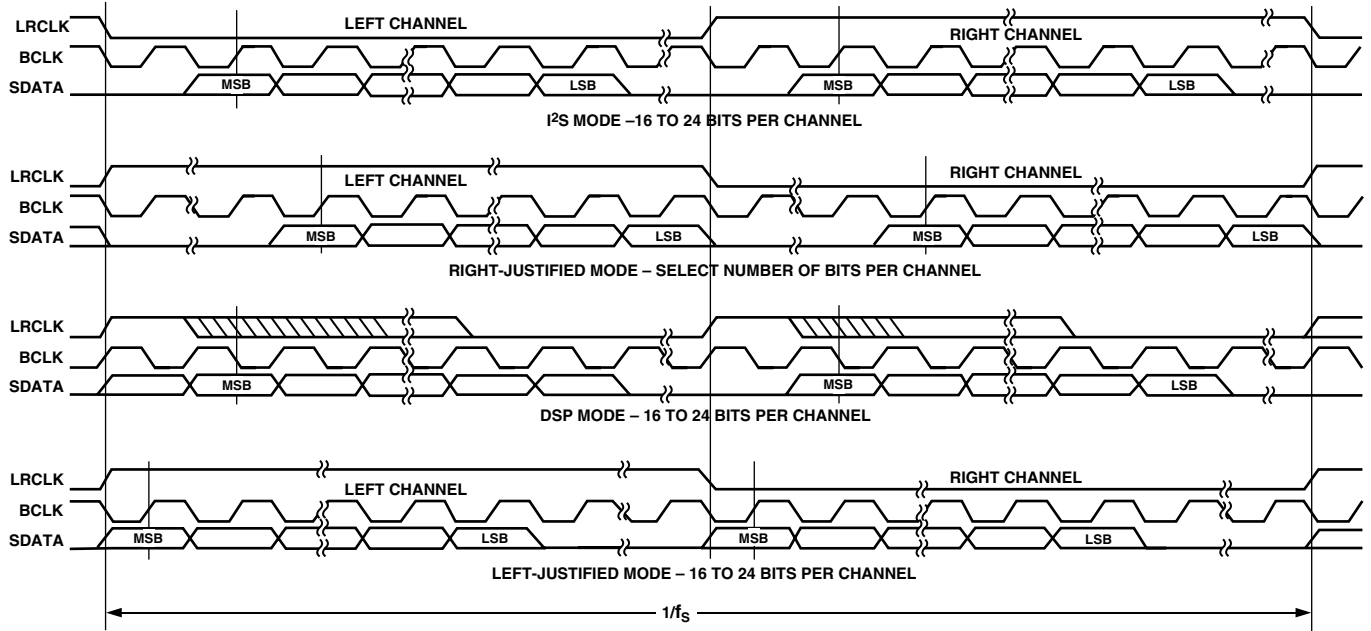 LRCLK LEFT CHANNEL RIGHT CHANNEL
BCLK
SDATA MSB LSB MSB LSB
I²S MODE –16 TO 24 BITS PER CHANNEL
LRCLK LEFT CHANNEL RIGHT CHANNEL
BCLK
SDATA MSB LSB MSB LSB
RIGHT-JUSTIFIED MODE – SELECT NUMBER OF BITS PER CHANNEL
LRCLK
BCLK
SDATA MSB MSB LSB
DSP MODE – 16 TO 24 BITS PER CHANNEL
LRCLK LEFT CHANNEL RIGHT CHANNEL
BCLK
SDATA MSB LSB MSB LSB
LEFT-JUSTIFIED MODE – 16 TO 24 BITS PER CHANNEL
1/fS